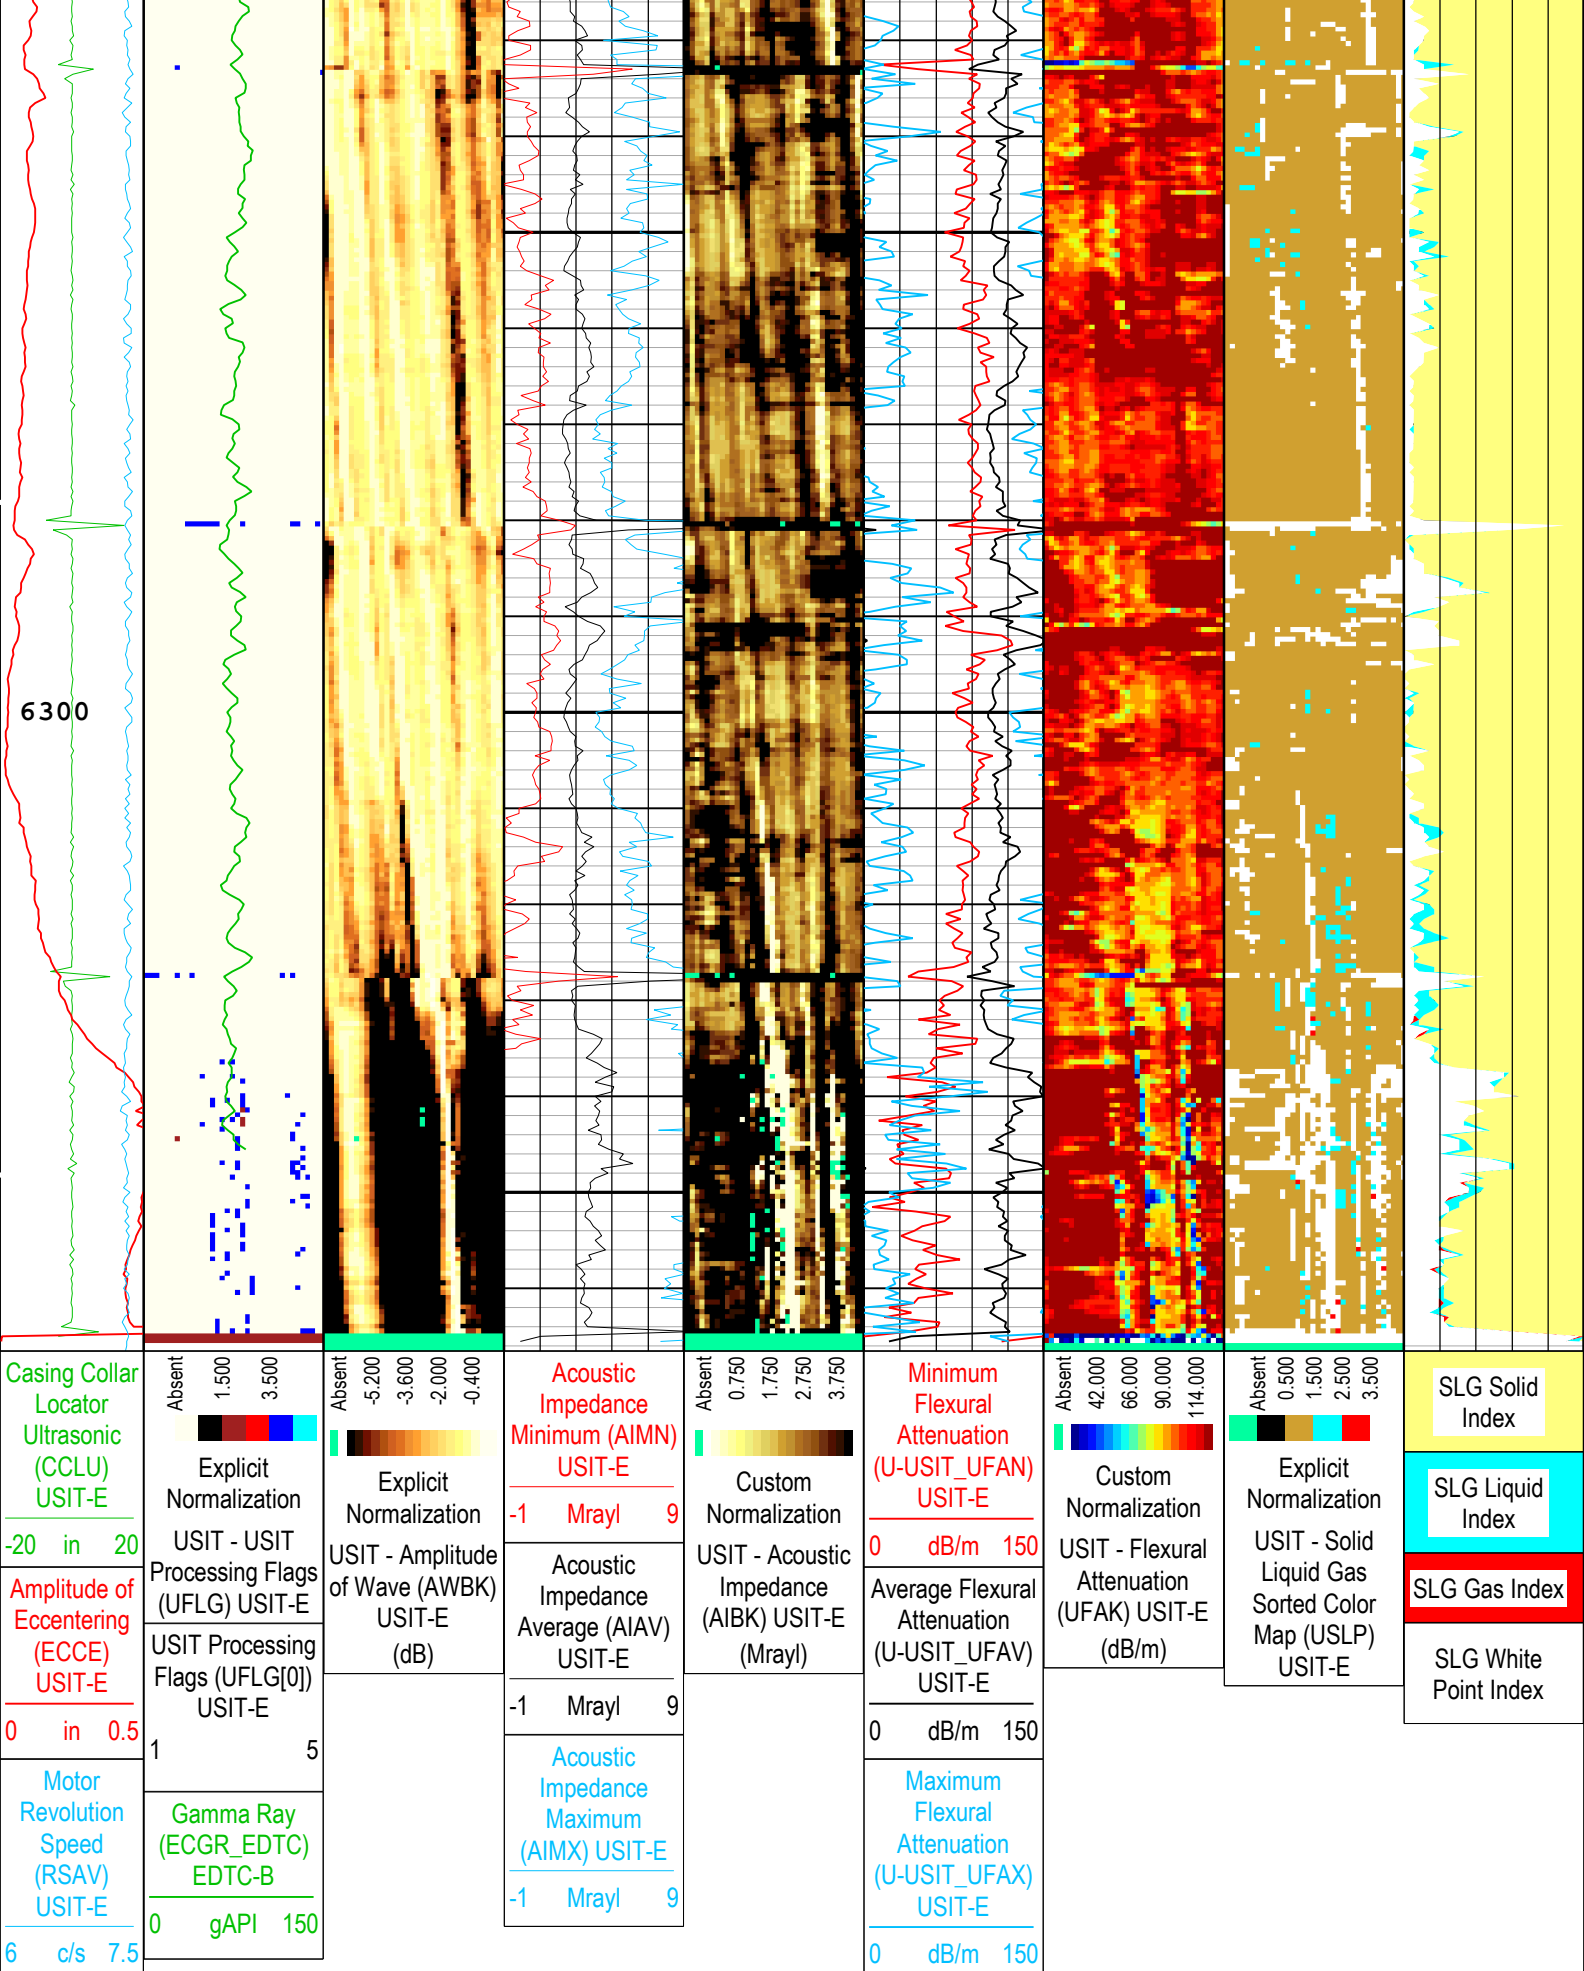 6300
Casing Collar
Locator
Ultrasonic
(CCLU)
USIT-E
-20 in 20
Amplitude of
Eccentering
(ECCE)
USIT-E
0 in 0.5
Motor
Revolution
Speed
(RSAV)
USIT-E
6 c/s 7.5
Absent 1.500 3.500
Explicit
Normalization
USIT - USIT
Processing Flags
(UFLG) USIT-E
USIT Processing
Flags (UFLG[0])
USIT-E
1 5
Gamma Ray
(ECGR_EDTC)
EDTC-B
0 gAPI 150
Absent -5.200 -3.600 -2.000 -0.400
Explicit
Normalization
USIT - Amplitude
of Wave (AWBK)
USIT-E
(dB)
Acoustic
Impedance
Minimum (AIMN)
USIT-E
-1 Mrayl 9
Acoustic
Impedance
Average (AIAV)
USIT-E
-1 Mrayl 9
Acoustic
Impedance
Maximum
(AIMX) USIT-E
-1 Mrayl 9
Absent 0.750 1.750 2.750 3.750
Custom
Normalization
USIT - Acoustic
Impedance
(AIBK) USIT-E
(Mrayl)
Minimum
Flexural
Attenuation
(U-USIT_UFAN)
USIT-E
0 dB/m 150
Average Flexural
Attenuation
(U-USIT_UFAV)
USIT-E
0 dB/m 150
Maximum
Flexural
Attenuation
(U-USIT_UFAX)
USIT-E
0 dB/m 150
Absent 42.000 66.000 90.000 114.000
Custom
Normalization
USIT - Flexural
Attenuation
(UFAK) USIT-E
(dB/m)
Absent 0.500 1.500 2.500 3.500
Explicit
Normalization
USIT - Solid
Liquid Gas
Sorted Color
Map (USLP)
USIT-E
SLG Solid
Index
SLG Liquid
Index
SLG Gas Index
SLG White
Point Index